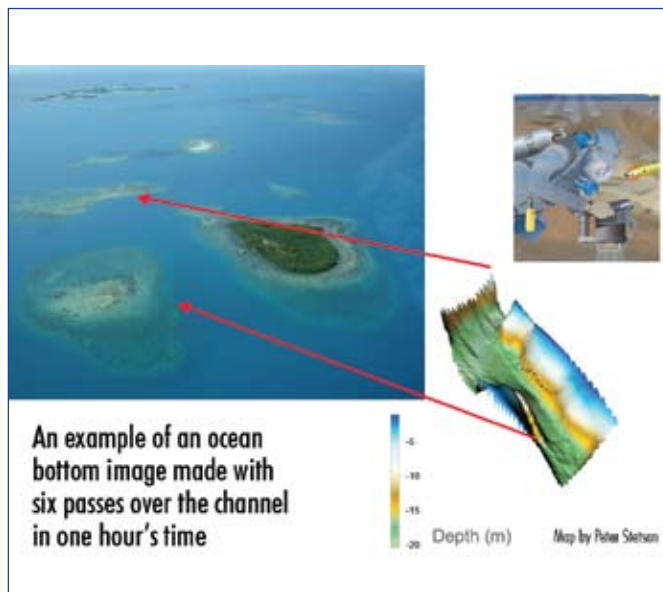 An example of an ocean
bottom image made with
six passes over the channel
in one hour's time
-5
-10
-15
-20
Depth (m)
Map by Peter Stetson